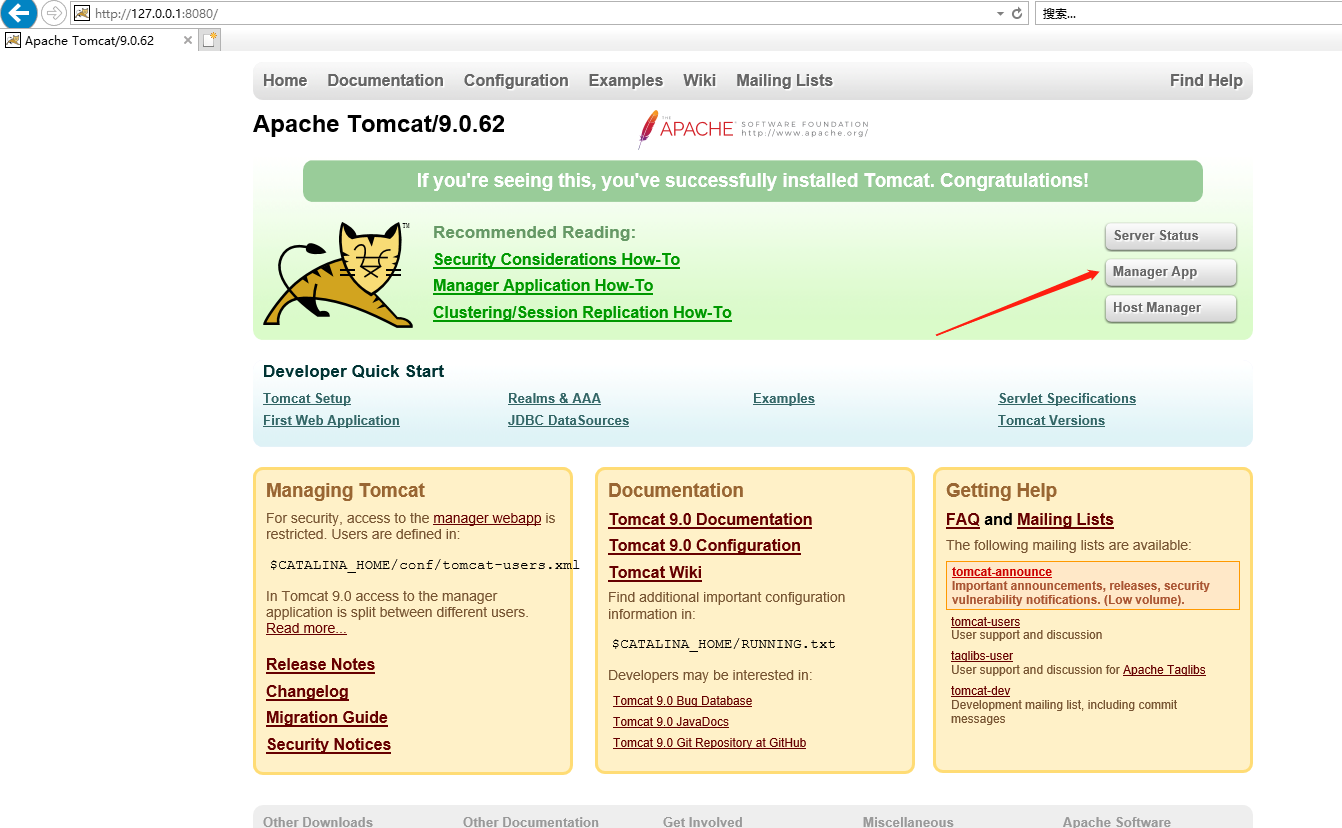 http://127.0.0.1:8080/
搜索...
Apache Tomcat/9.0.62
Home Documentation Configuration Examples Wiki Mailing Lists Find Help
Apache Tomcat/9.0.62
THE APACHE SOFTWARE FOUNDATION
http://www.apache.org/
If you're seeing this, you've successfully installed Tomcat. Congratulations!
TM
Recommended Reading:
Security Considerations How-To
Manager Application How-To
Clustering/Session Replication How-To
Server Status
Manager App
Host Manager
Developer Quick Start
Tomcat Setup
First Web Application
Realms & AAA
JDBC DataSources
Examples
Servlet Specifications
Tomcat Versions
Managing Tomcat
For security, access to the manager webapp is
restricted. Users are defined in:
$CATALINA_HOME/conf/tomcat-users.xml
In Tomcat 9.0 access to the manager
application is split between different users.
Read more...
Release Notes
Changelog
Migration Guide
Security Notices
Documentation
Tomcat 9.0 Documentation
Tomcat 9.0 Configuration
Tomcat Wiki
Find additional important configuration
information in:
$CATALINA_HOME/RUNNING.txt
Developers may be interested in:
Tomcat 9.0 Bug Database
Tomcat 9.0 JavaDocs
Tomcat 9.0 Git Repository at GitHub
Getting Help
FAQ and Mailing Lists
The following mailing lists are available:
tomcat-announce
Important announcements, releases, security
vulnerability notifications. (Low volume).
tomcat-users
User support and discussion
taglibs-user
User support and discussion for Apache Taglibs
tomcat-dev
Development mailing list, including commit
messages
Other Downloads Other Documentation Get Involved Miscellaneous Apache Software